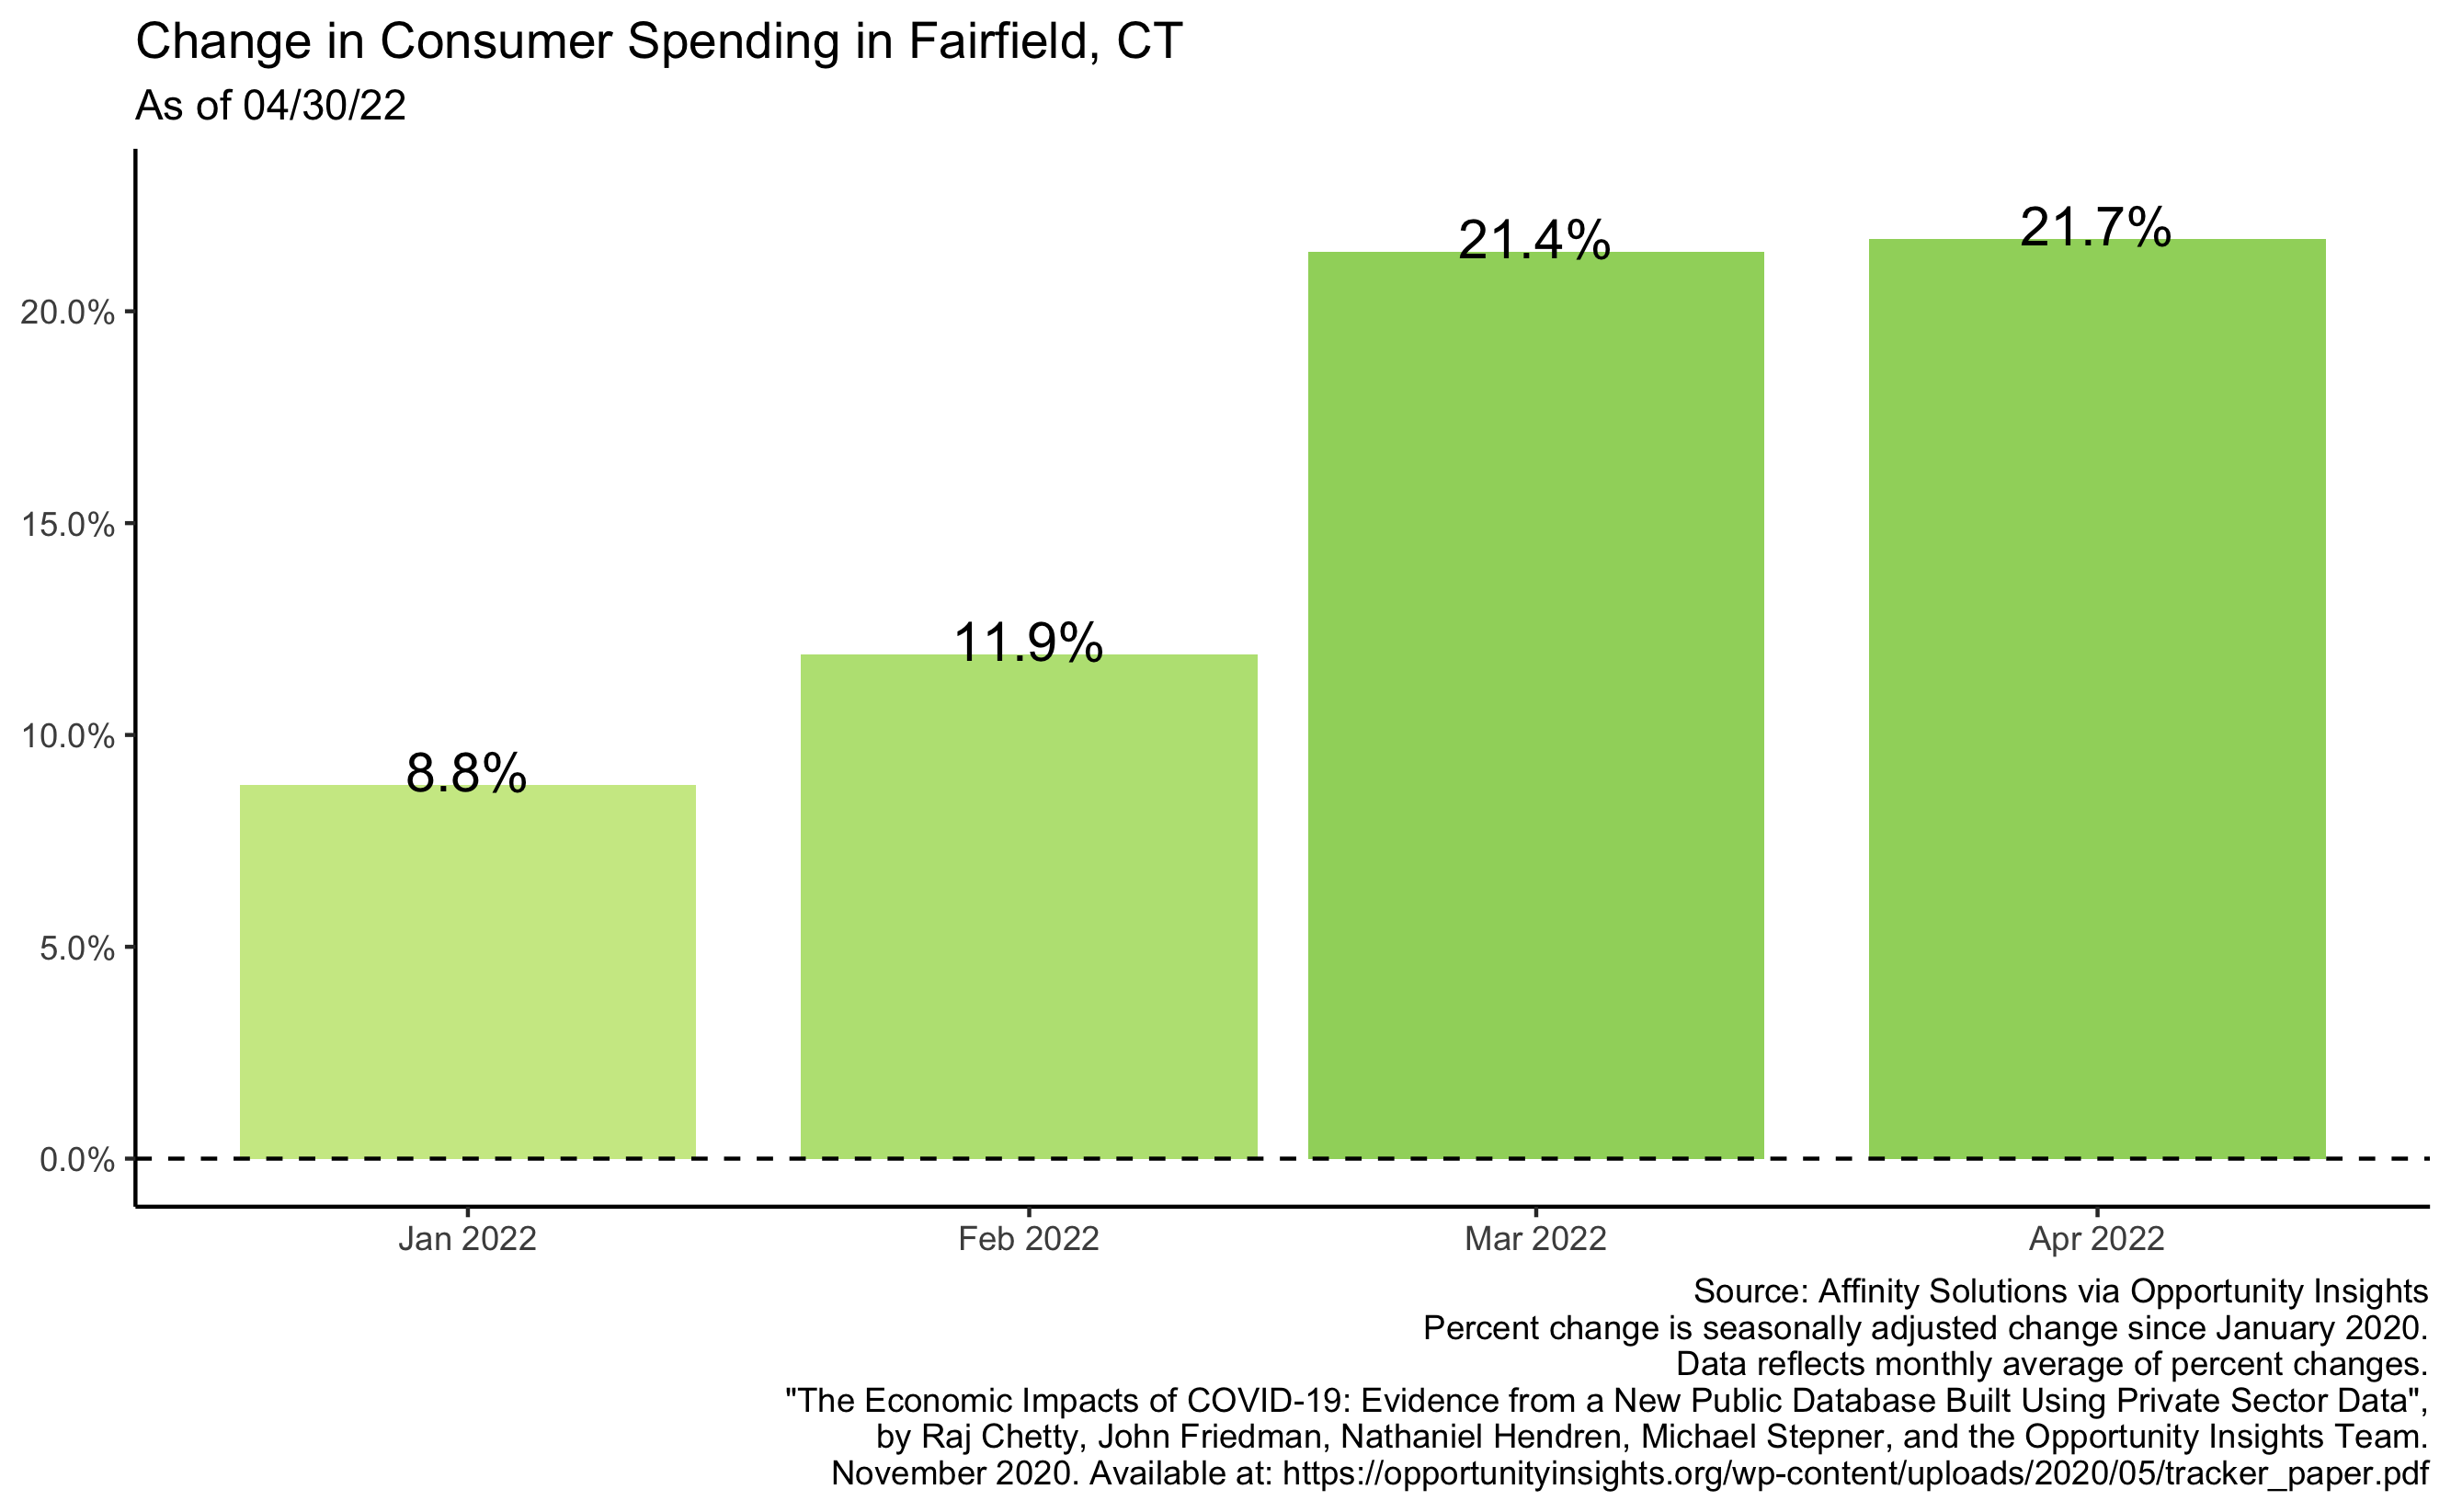 Change in Consumer Spending in Fairfield, CT
As of 04/30/22
21.7%
21.4%
20.0%
15.0%
11.9%
10.0%
8.8%
5.0%
0.0%
Jan 2022
Feb 2022
Mar 2022
Apr 2022
Source: Affinity Solutions via Opportunity Insights
Percent change is seasonally adjusted change since January 2020.
Data reflects monthly average of percent changes.
"The Economic Impacts of COVID-19: Evidence from a New Public Database Built Using Private Sector Data",
by Raj Chetty, John Friedman, Nathaniel Hendren, Michael Stepner, and the Opportunity Insights Team.
November 2020. Available at: https://opportunityinsights.org/wp-content/uploads/2020/05/tracker_paper.pdf